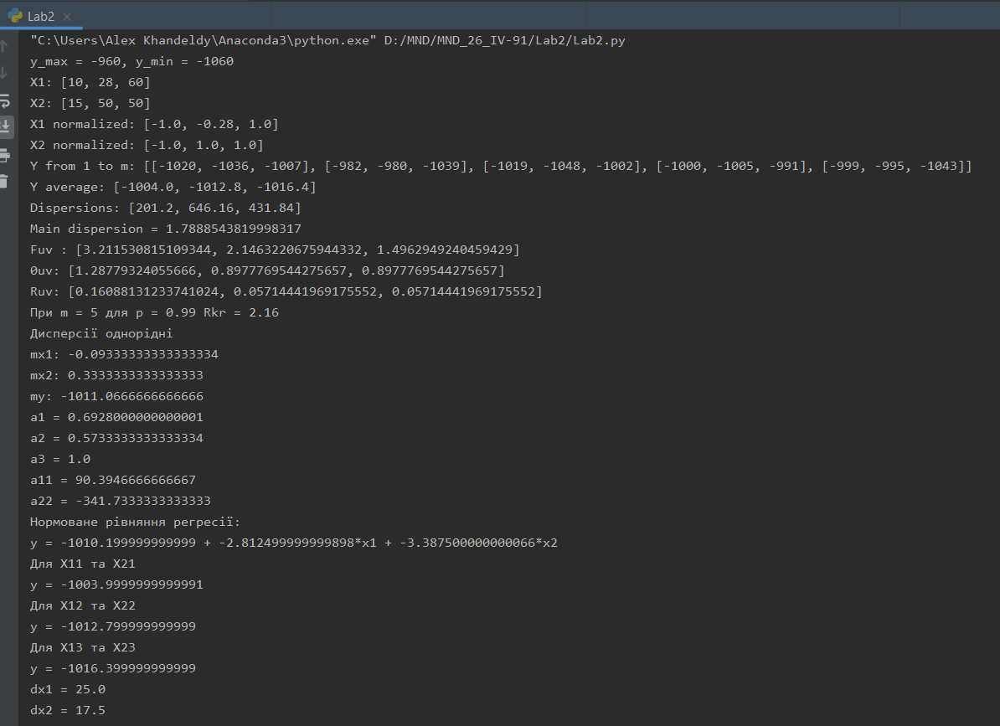 Lab2
"C:\Users\Alex Khandeldy\Anaconda3\python.exe" D:/MND/MND_26_IV-91/Lab2/Lab2.py
y_max = -960, y_min = -1060
X1: [10, 28, 60]
X2: [15, 50, 50]
X1 normalized: [-1.0, -0.28, 1.0]
X2 normalized: [-1.0, 1.0, 1.0]
Y from 1 to m: [[-1020, -1036, -1007], [-982, -980, -1039], [-1019, -1048, -1002], [-1000, -1005, -991], [-999, -995, -1043]]
Y average: [-1004.0, -1012.8, -1016.4]
Dispersions: [201.2, 646.16, 431.84]
Main dispersion = 1.7888543819998317
Fuv : [3.211530815109344, 2.1463220675944332, 1.4962949240459429]
θuv: [1.28779324055666, 0.8977769544275657, 0.8977769544275657]
Ruv: [0.16088131233741024, 0.05714441969175552, 0.05714441969175552]
При m = 5 для p = 0.99 Rkr = 2.16
Дисперсії однорідні
mx1: -0.09333333333333334
mx2: 0.3333333333333333
my: -1011.0666666666666
a1 = 0.6928000000000001
a2 = 0.5733333333333334
a3 = 1.0
a11 = 90.3946666666667
a22 = -341.7333333333333
Нормоване рівняння регресії:
y = -1010.199999999999 + -2.812499999999898*x1 + -3.387500000000066*x2
Для X11 та X21
y = -1003.9999999999991
Для X12 та X22
y = -1012.799999999999
Для X13 та X23
y = -1016.399999999999
dx1 = 25.0
dx2 = 17.5